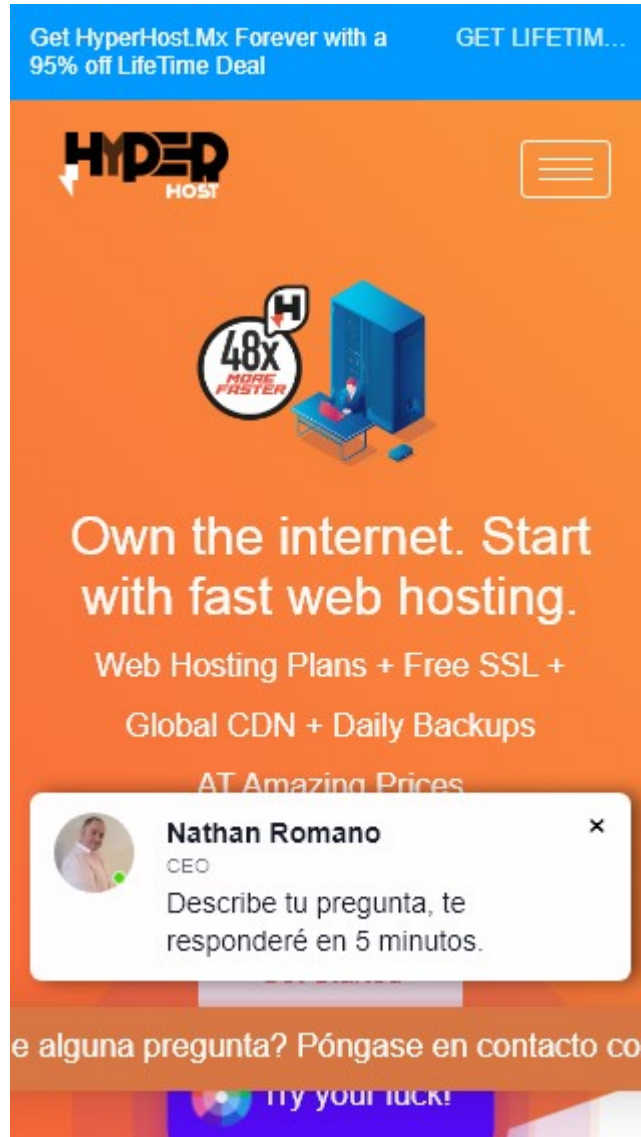 Get HyperHost.Mx Forever with a
95% off LifeTime Deal
GET LIFETIM...
HYPER
HOST
H
48x
MORE
FASTER
Own the internet. Start
with fast web hosting.
Web Hosting Plans + Free SSL +
Global CDN + Daily Backups
AT Amazing Prices
Nathan Romano
×
CEO
Describe tu pregunta, te
responderé en 5 minutos.
Get Started
e alguna pregunta? Póngase en contacto co
Try your luck!